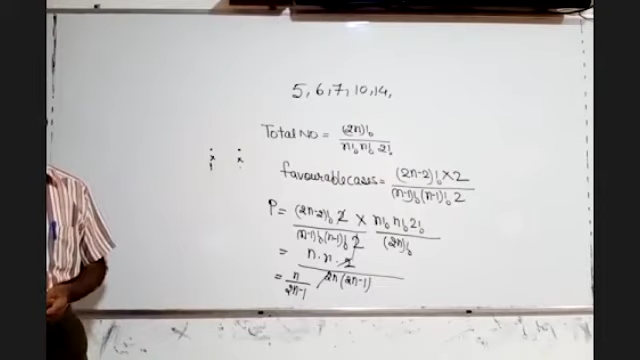 5, 6, 7, 10, 14,
Total No = (2n)! / n! n! 2!
favourable cases = (2n-2)! × 2 / (n-1)! (n-1)! 2
P = (2n-2)! 2 / (n-1)! (n-1)! 2 × n! n! 2! / (2n)!
= n . n . 2 / 2n (2n-1)
= n / 2n-1